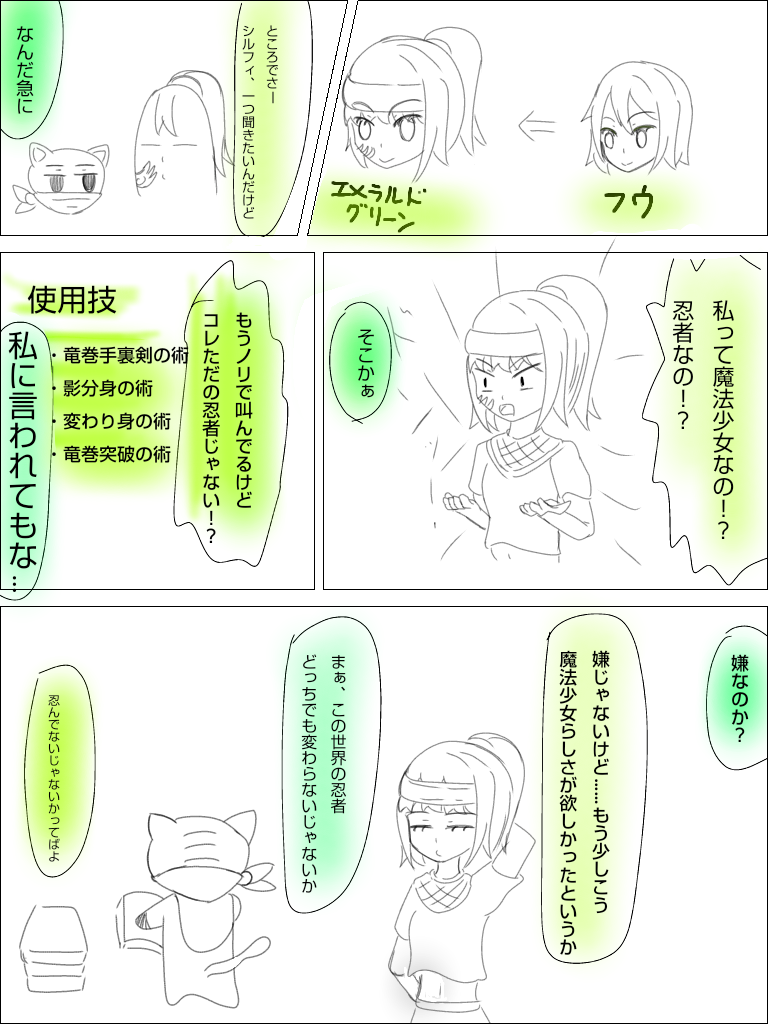 フウ
エメラルド
グリーン
ところでさー
シルフィ、一つ聞きたいんだけど
なんだ急に
私って魔法少女なの！？
忍者なの！？
そこかぁ
もうノリで叫んでるけど
コレただの忍者じゃない！？
使用技
・竜巻手裏剣の術
・影分身の術
・変わり身の術
・竜巻突破の術
私に言われてもな…
嫌なのか？
嫌じゃないけど……もう少しこう
魔法少女らしさが欲しかったというか
まぁ、この世界の忍者
どっちでも変わらないじゃないか
忍んでないじゃないかってばよ